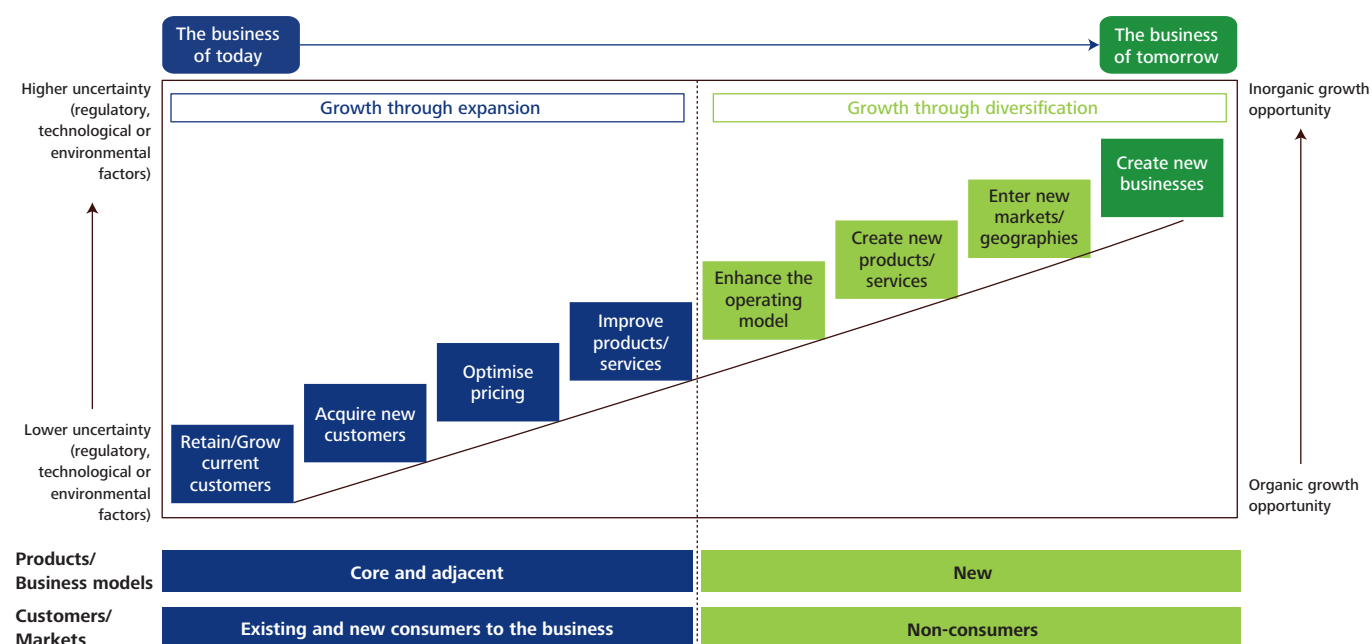 The business
of today
The business
of tomorrow
Higher uncertainty
(regulatory,
technological or
environmental
factors)
Growth through expansion
Growth through diversification
Inorganic growth
opportunity
Create new
businesses
Enter new
markets/
geographies
Create new
products/
services
Enhance the
operating
model
Improve
products/
services
Optimise
pricing
Acquire new
customers
Retain/Grow
current
customers
Lower uncertainty
(regulatory,
technological or
environmental
factors)
Organic growth
opportunity
Products/
Business models
Core and adjacent
New
Customers/
Markets
Existing and new consumers to the business
Non-consumers